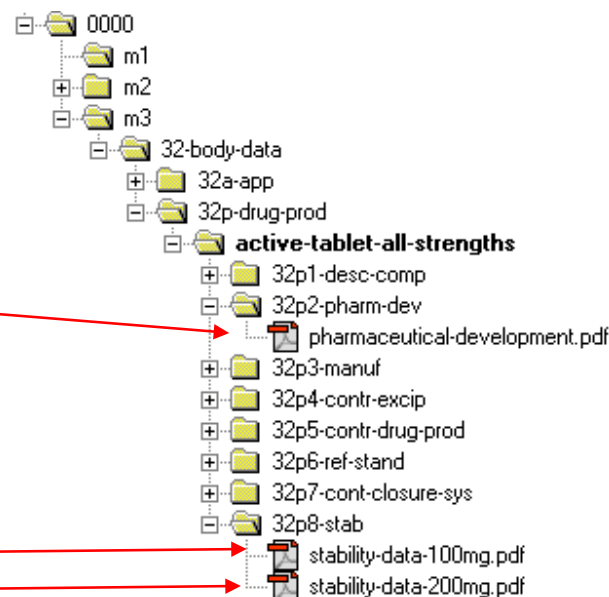 0000
m1
m2
m3
32-body-data
32a-app
32p-drug-prod
active-tablet-all-strengths
32p1-desc-comp
32p2-pharm-dev
pharmaceutical-development.pdf
32p3-manuf
32p4-contr-excip
32p5-contr-drug-prod
32p6-ref-stand
32p7-cont-closure-sys
32p8-stab
stability-data-100mg.pdf
stability-data-200mg.pdf